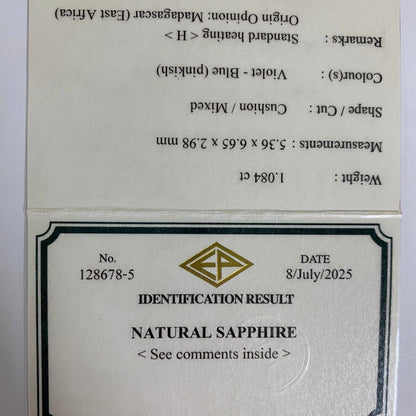 Weight : 1.084 ct
Measurements : 5.36 x 6.65 x 2.98 mm
Shape / Cut : Cushion / Mixed
Colour(s) : Violet - Blue (pinkish)
Remarks : Standard heating < H >
Origin Opinion: Madagascar (East Africa)
No. DATE
128678-5 EP 8/July/2025
IDENTIFICATION RESULT
NATURAL SAPPHIRE
< See comments inside >